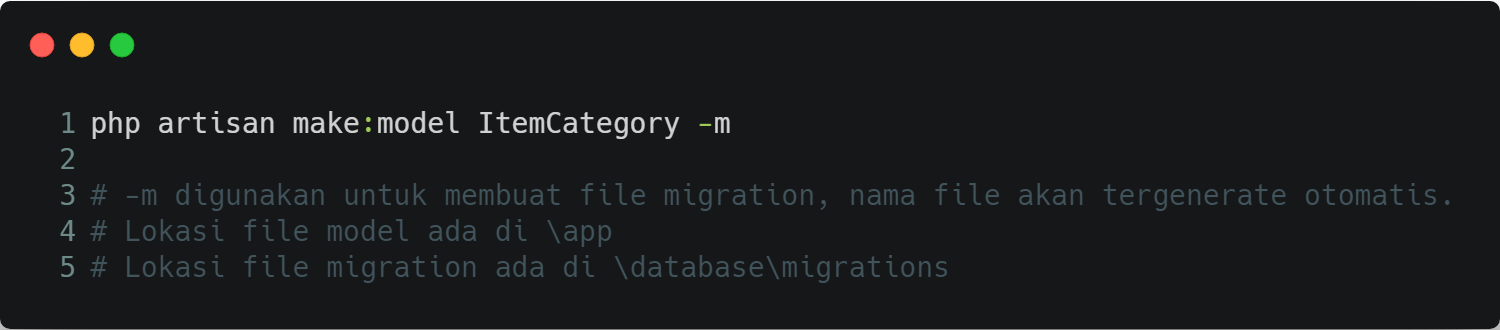 1 php artisan make:model ItemCategory -m
2
3 # -m digunakan untuk membuat file migration, nama file akan tergenerate otomatis.
4 # Lokasi file model ada di \app
5 # Lokasi file migration ada di \database\migrations